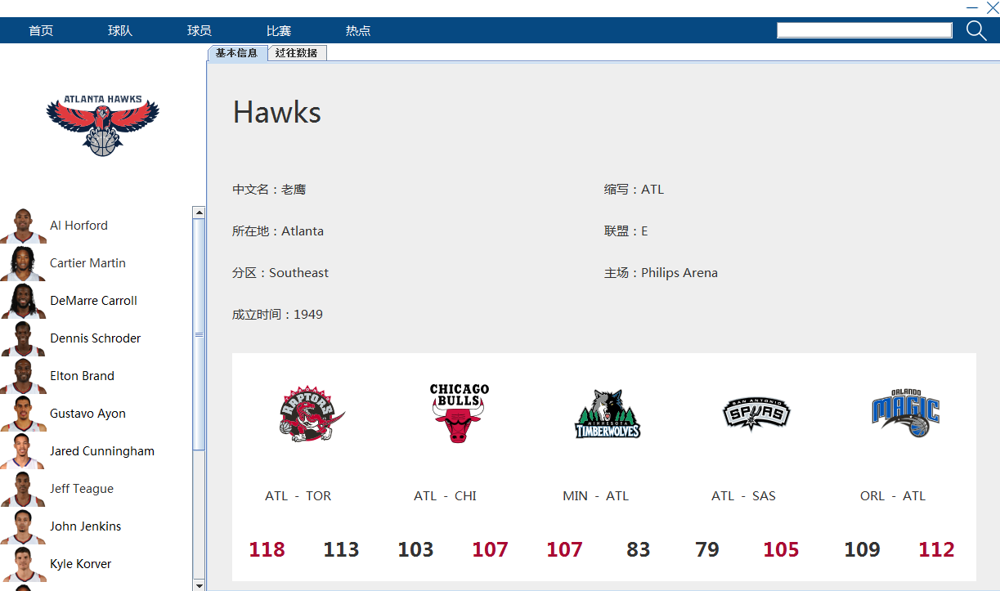 首页 球队 球员 比赛 热点
基本信息 过往数据
ATLANTA HAWKS
Hawks
中文名：老鹰 缩写：ATL
所在地：Atlanta 联盟：E
分区：Southeast 主场：Philips Arena
成立时间：1949
Al Horford
Cartier Martin
DeMarre Carroll
Dennis Schroder
Elton Brand
Gustavo Ayon
Jared Cunningham
Jeff Teague
John Jenkins
Kyle Korver
RAPTORS
CHICAGO
BULLS
MINNESOTA
TIMBERWOLVES
SAN ANTONIO
SPURS
ORLANDO
MAGIC
ATL - TOR ATL - CHI MIN - ATL ATL - SAS ORL - ATL
118 113 103 107 107 83 79 105 109 112